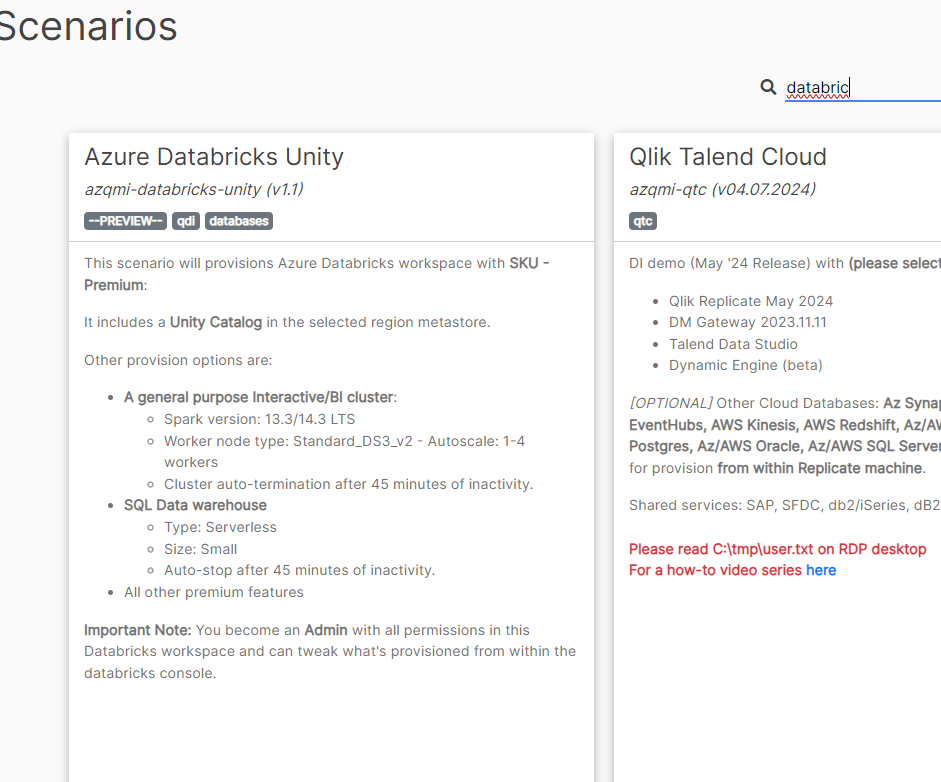 Scenarios
databric
Azure Databricks Unity
azqmi-databricks-unity (v1.1)
--PREVIEW-- qdi databases
This scenario will provisions Azure Databricks workspace with SKU -
Premium:
It includes a Unity Catalog in the selected region metastore.
Other provision options are:
• A general purpose Interactive/BI cluster:
◦ Spark version: 13.3/14.3 LTS
◦ Worker node type: Standard_DS3_v2 - Autoscale: 1-4
workers
◦ Cluster auto-termination after 45 minutes of inactivity.
• SQL Data warehouse
◦ Type: Serverless
◦ Size: Small
◦ Auto-stop after 45 minutes of inactivity.
• All other premium features
Important Note: You become an Admin with all permissions in this
Databricks workspace and can tweak what's provisioned from within the
databricks console.
Qlik Talend Cloud
azqmi-qtc (v04.07.2024)
qtc
DI demo (May '24 Release) with (please select
• Qlik Replicate May 2024
• DM Gateway 2023.11.11
• Talend Data Studio
• Dynamic Engine (beta)
[OPTIONAL] Other Cloud Databases: Az Synap
EventHubs, AWS Kinesis, AWS Redshift, Az/AW
Postgres, Az/AWS Oracle, Az/AWS SQL Server
for provision from within Replicate machine.
Shared services: SAP, SFDC, db2/iSeries, dB2
Please read C:\tmp\user.txt on RDP desktop
For a how-to video series here